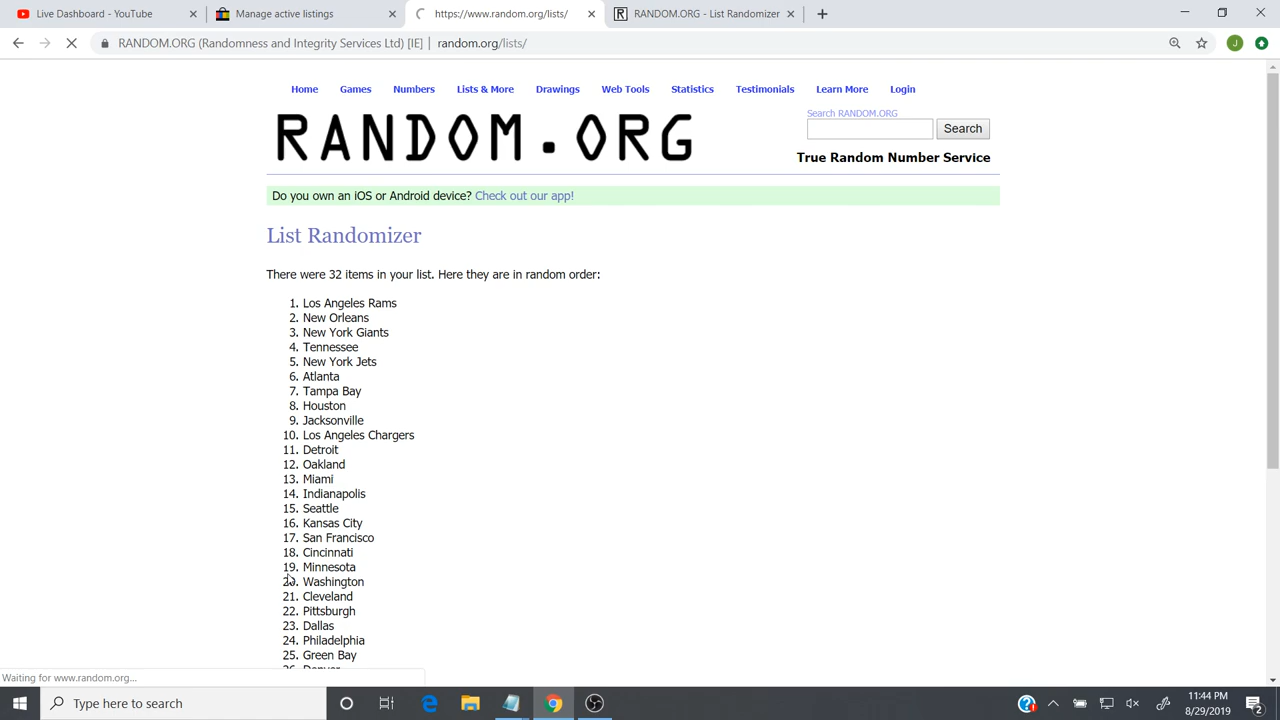 Live Dashboard - YouTube
Manage active listings
https://www.random.org/lists/
RANDOM.ORG - List Randomizer
RANDOM.ORG (Randomness and Integrity Services Ltd) [IE] | random.org/lists/
J
Home Games Numbers Lists & More Drawings Web Tools Statistics Testimonials Learn More Login
RANDOM.ORG
Search RANDOM.ORG
Search
True Random Number Service
Do you own an iOS or Android device? Check out our app!
List Randomizer
There were 32 items in your list. Here they are in random order:
1. Los Angeles Rams
2. New Orleans
3. New York Giants
4. Tennessee
5. New York Jets
6. Atlanta
7. Tampa Bay
8. Houston
9. Jacksonville
10. Los Angeles Chargers
11. Detroit
12. Oakland
13. Miami
14. Indianapolis
15. Seattle
16. Kansas City
17. San Francisco
18. Cincinnati
19. Minnesota
20. Washington
21. Cleveland
22. Pittsburgh
23. Dallas
24. Philadelphia
25. Green Bay
26. Denver
Waiting for www.random.org...
Type here to search
11:44 PM
8/29/2019
2